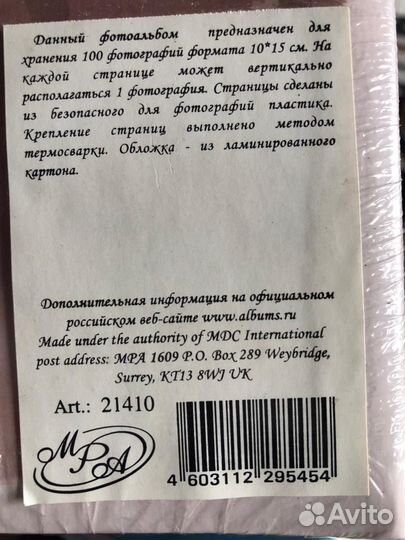 Данный фотоальбом предназначен для
хранения 100 фотографий формата 10*15 см. На
каждой странице может вертикально
располагаться 1 фотография. Страницы сделаны
из безопасного для фотографий пластика.
Крепление страниц выполнено методом
термосварки. Обложка - из ламинированного
картона.
Дополнительная информация на официальном
российском веб-сайте www.albums.ru
Made under the authority of MDC International
post address: MPA 1609 P.O. Box 289 Weybridge,
Surrey, KT13 8WJ UK
Art.: 21410
MPA
4 603112 295454
Avito